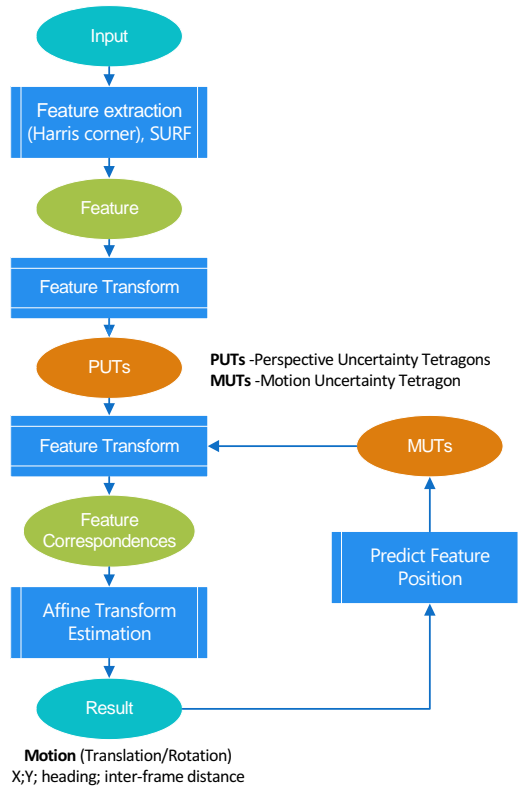 Input
Feature extraction
(Harris corner), SURF
Feature
Feature Transform
PUTs
PUTs -Perspective Uncertainty Tetragons
MUTs -Motion Uncertainty Tetragon
Feature Transform
MUTs
Feature
Correspondences
Predict Feature
Position
Affine Transform
Estimation
Result
Motion (Translation/Rotation)
X;Y; heading; inter-frame distance